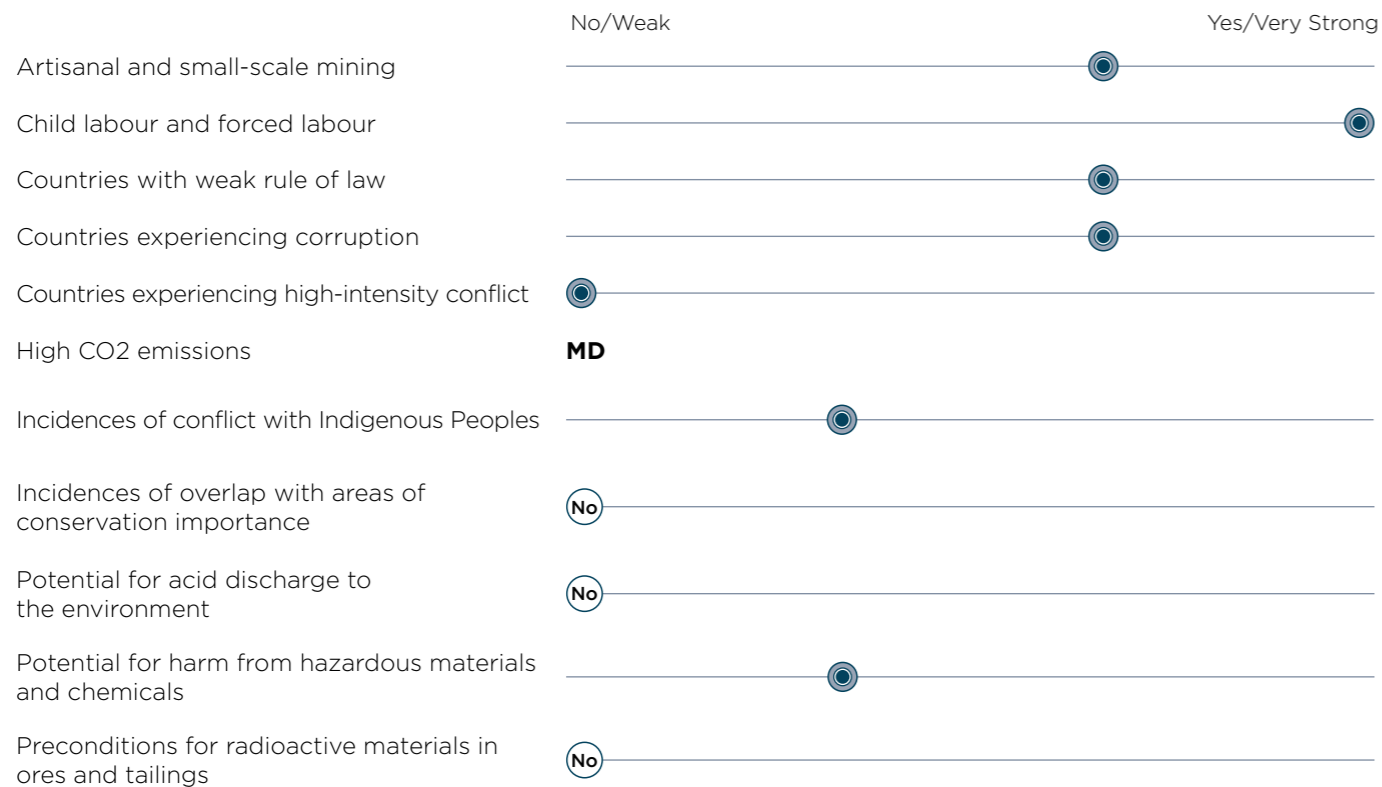 No/Weak Yes/Very Strong
Artisanal and small-scale mining
Child labour and forced labour
Countries with weak rule of law
Countries experiencing corruption
Countries experiencing high-intensity conflict
High CO2 emissions MD
Incidences of conflict with Indigenous Peoples
Incidences of overlap with areas of
conservation importance
No
Potential for acid discharge to
the environment
No
Potential for harm from hazardous materials
and chemicals
Preconditions for radioactive materials in
ores and tailings
No